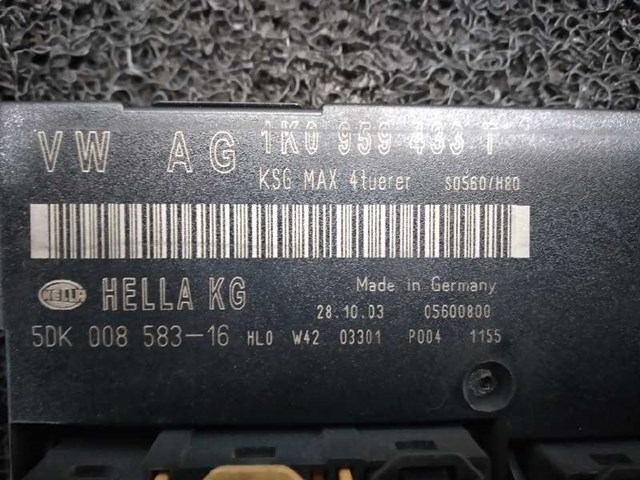 VW AG 1K0 959 433 T
KSG MAX 4tuerer S0560/H80
HELLA HELLA KG Made in Germany
28.10.03 05600800
5DK 008 583-16 HL0 W42 03301 P004 1155